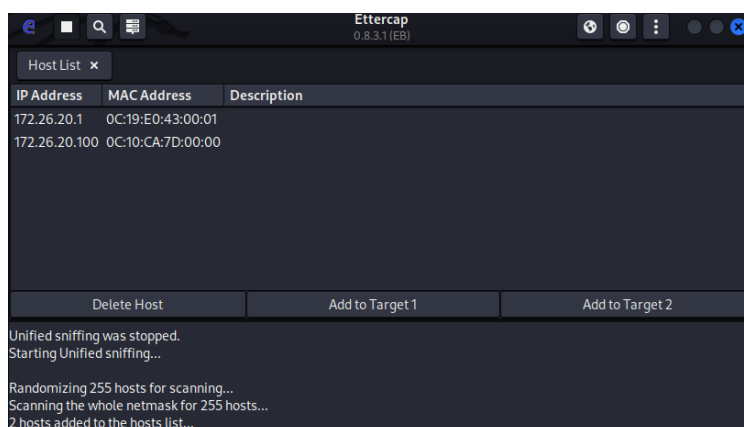 Ettercap
0.8.3.1 (EB)
Host List
IP Address MAC Address Description
172.26.20.1 0C:19:E0:43:00:01
172.26.20.100 0C:10:CA:7D:00:00
Delete Host Add to Target 1 Add to Target 2
Unified sniffing was stopped.
Starting Unified sniffing...
Randomizing 255 hosts for scanning...
Scanning the whole netmask for 255 hosts...
2 hosts added to the hosts list...